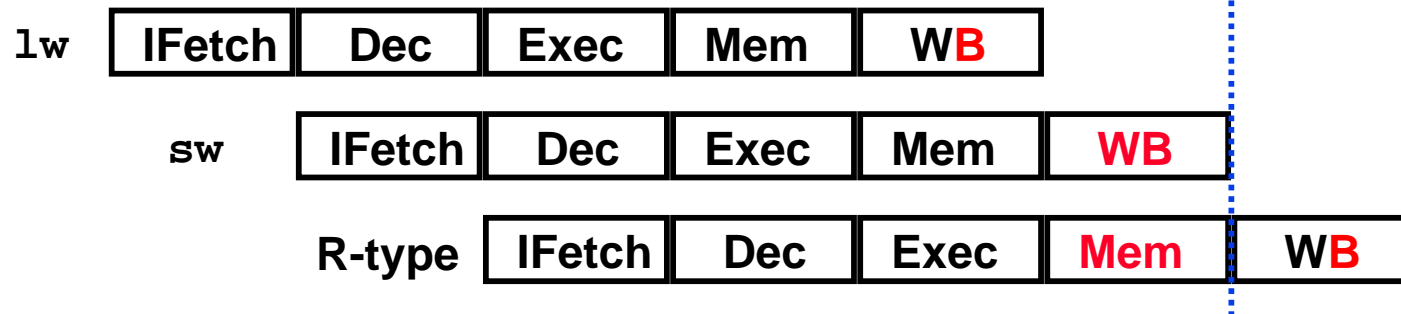 lw IFetch Dec Exec Mem WB
sw IFetch Dec Exec Mem WB
R-type IFetch Dec Exec Mem WB